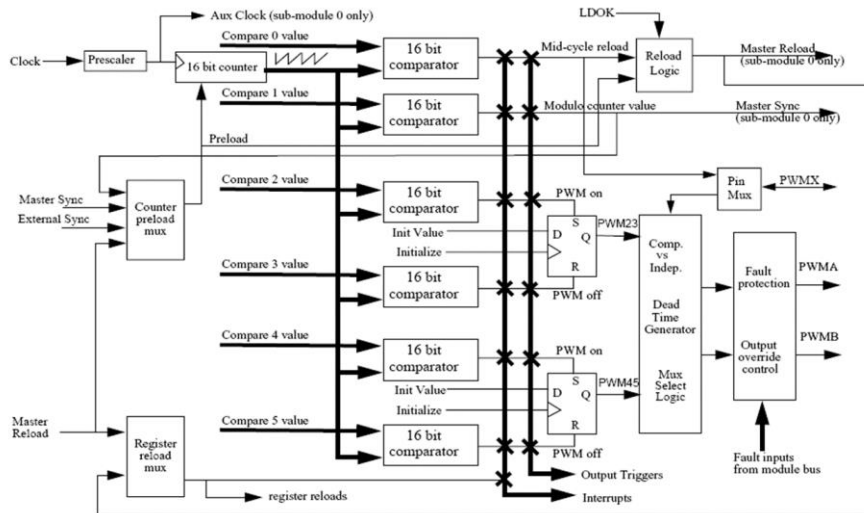 Aux Clock (sub-module 0 only)
LDOK
Compare 0 value
Clock
Prescaler
16 bit counter
16 bit
comparator
Mid-cycle reload
Reload
Logic
Master Reload
(sub-module 0 only)
Compare 1 value
16 bit
comparator
Modulo counter value
Master Sync
(sub-module 0 only)
Preload
Compare 2 value
Master Sync
External Sync
Counter
preload
mux
16 bit
comparator
PWM on
Pin
Mux
PWMX
Init Value
Initialize
D
S
Q
R
PWM23
Comp.
vs
Indep.
Dead
Time
Generator
Mux
Select
Logic
Fault
protection
Output
override
control
PWMA
PWMB
Compare 3 value
16 bit
comparator
PWM off
Compare 4 value
16 bit
comparator
PWM on
Init Value
Initialize
D
S
Q
R
PWM45
Master
Reload
Register
reload
mux
Compare 5 value
16 bit
comparator
PWM off
Fault inputs
from module bus
Output Triggers
Interrupts
register reloads